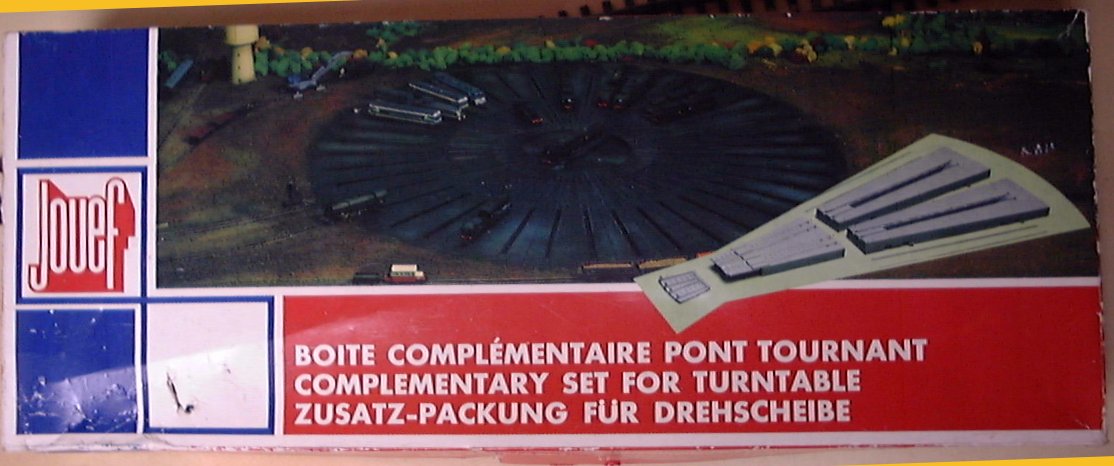 Jouef
BOITE COMPLÉMENTAIRE PONT TOURNANT
COMPLEMENTARY SET FOR TURNTABLE
ZUSATZ-PACKUNG FÜR DREHSCHEIBE